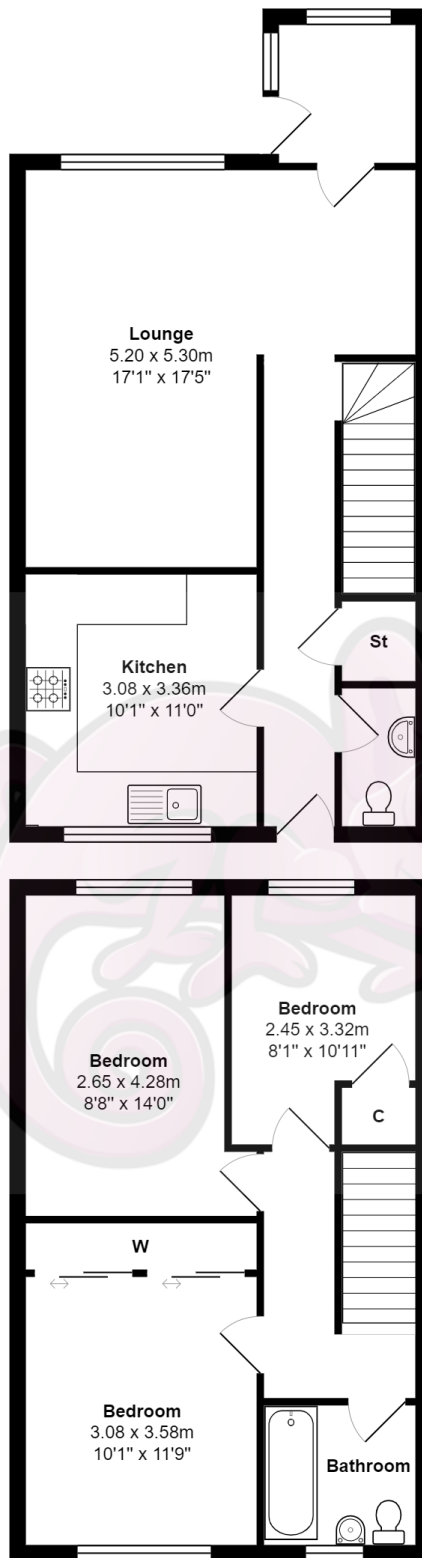 Lounge
5.20 x 5.30m
17'1" x 17'5"
Kitchen
3.08 x 3.36m
10'1" x 11'0"
St
Bedroom
2.65 x 4.28m
8'8" x 14'0"
Bedroom
2.45 x 3.32m
8'1" x 10'11"
C
W
Bedroom
3.08 x 3.58m
10'1" x 11'9"
Bathroom